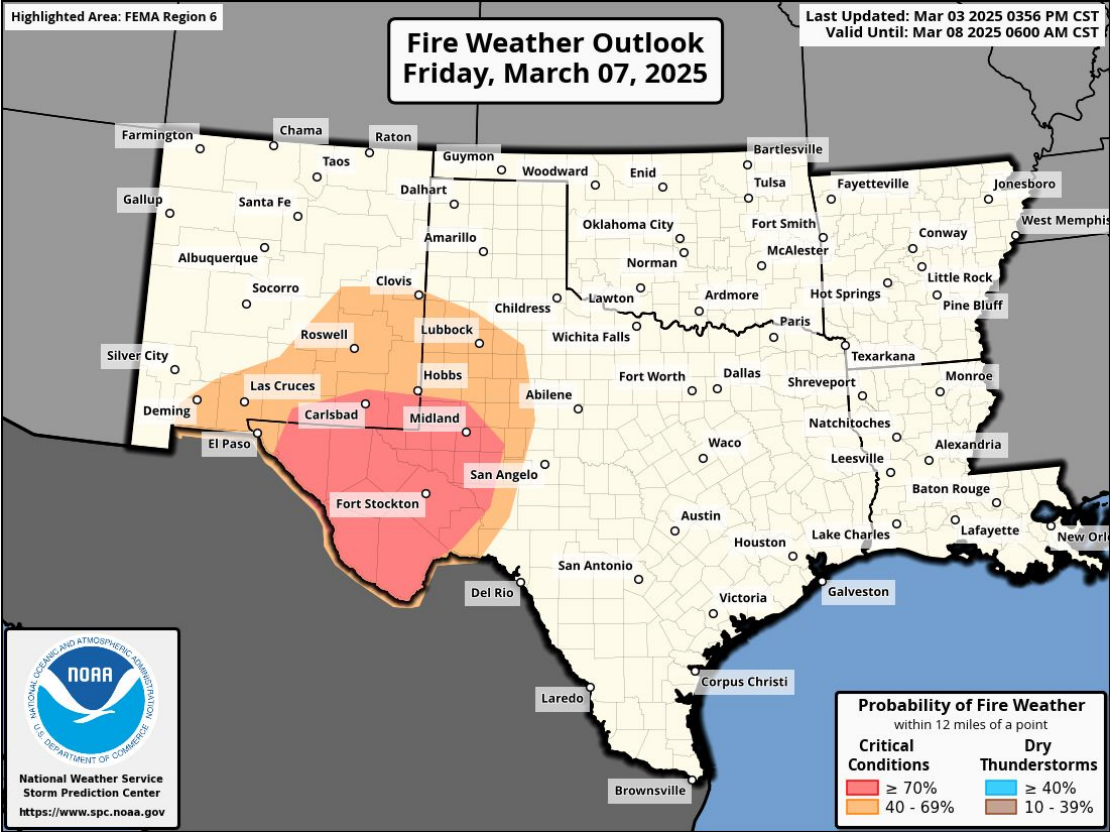 Highlighted Area: FEMA Region 6
Fire Weather Outlook
Friday, March 07, 2025
Last Updated: Mar 03 2025 0356 PM CST
Valid Until: Mar 08 2025 0600 AM CST
Farmington
Chama
Raton
Taos
Guymon
Woodward
Enid
Bartlesville
Tulsa
Fayetteville
Jonesboro
Gallup
Santa Fe
Dalhart
Oklahoma City
Fort Smith
West Memphis
Albuquerque
Amarillo
Norman
McAlester
Conway
Little Rock
Socorro
Clovis
Childress
Lawton
Ardmore
Hot Springs
Pine Bluff
Roswell
Lubbock
Wichita Falls
Paris
Texarkana
Silver City
Las Cruces
Hobbs
Fort Worth
Dallas
Shreveport
Monroe
Deming
Carlsbad
Midland
Abilene
Natchitoches
El Paso
San Angelo
Waco
Leesville
Alexandria
Fort Stockton
Baton Rouge
Austin
Houston
Lake Charles
Lafayette
New Orl
San Antonio
Del Rio
Victoria
Galveston
Laredo
Corpus Christi
Brownsville
NATIONAL OCEANIC AND ATMOSPHERIC ADMINISTRATION
NOAA
U.S. DEPARTMENT OF COMMERCE
National Weather Service
Storm Prediction Center
https://www.spc.noaa.gov
Probability of Fire Weather
within 12 miles of a point
Critical Conditions
≥ 70%
40 - 69%
Dry Thunderstorms
≥ 40%
10 - 39%